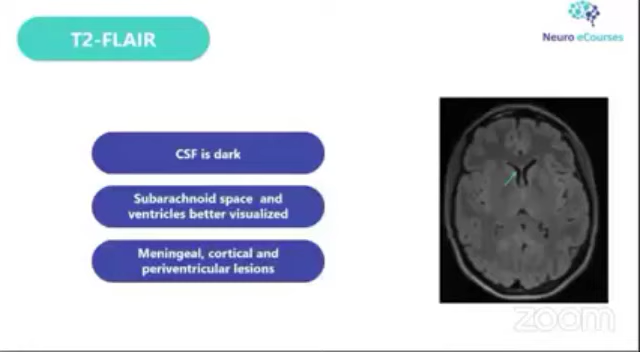 T2-FLAIR
Neuro eCourses
CSF is dark
Subarachnoid space and
ventricles better visualized
Meningeal, cortical and
periventricular lesions
zoom